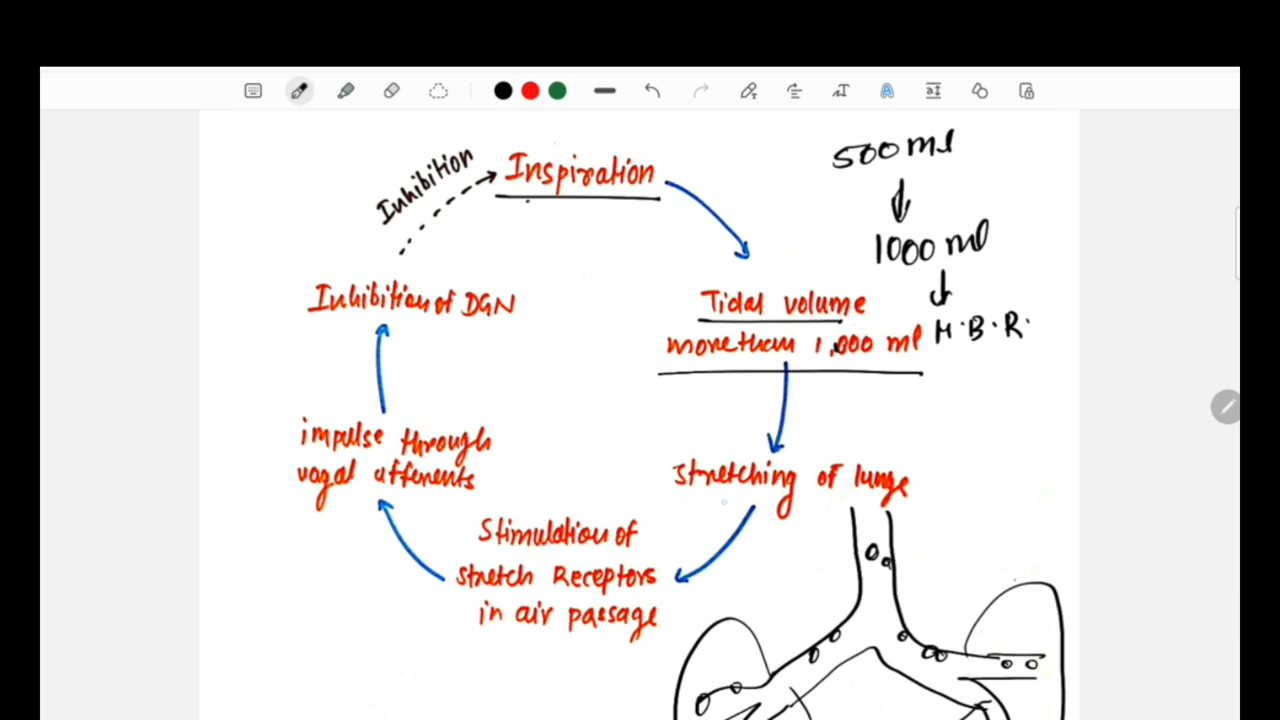 Inhibition
Inspiration
500 ml
1000 ml
H.B.R.
Tidal volume
more than 1,000 ml
Stretching of lungs
Stimulation of
stretch Receptors
in air passage
impulse through
vagal afferents
Inhibition of DGN